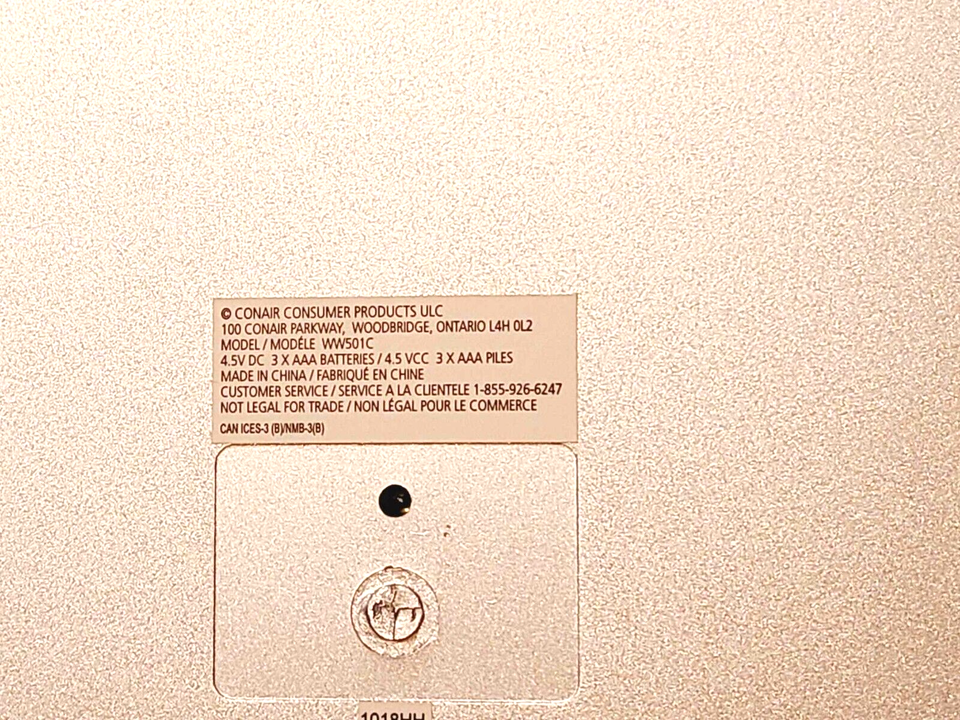 © CONAIR CONSUMER PRODUCTS ULC
100 CONAIR PARKWAY, WOODBRIDGE, ONTARIO L4H 0L2
MODEL / MODÉLE WW501C
4.5V DC 3 X AAA BATTERIES / 4.5 VCC 3 X AAA PILES
MADE IN CHINA / FABRIQUÉ EN CHINE
CUSTOMER SERVICE / SERVICE A LA CLIENTELE 1-855-926-6247
NOT LEGAL FOR TRADE / NON LÉGAL POUR LE COMMERCE
CAN ICES-3 (B)/NMB-3(B)
1018HH